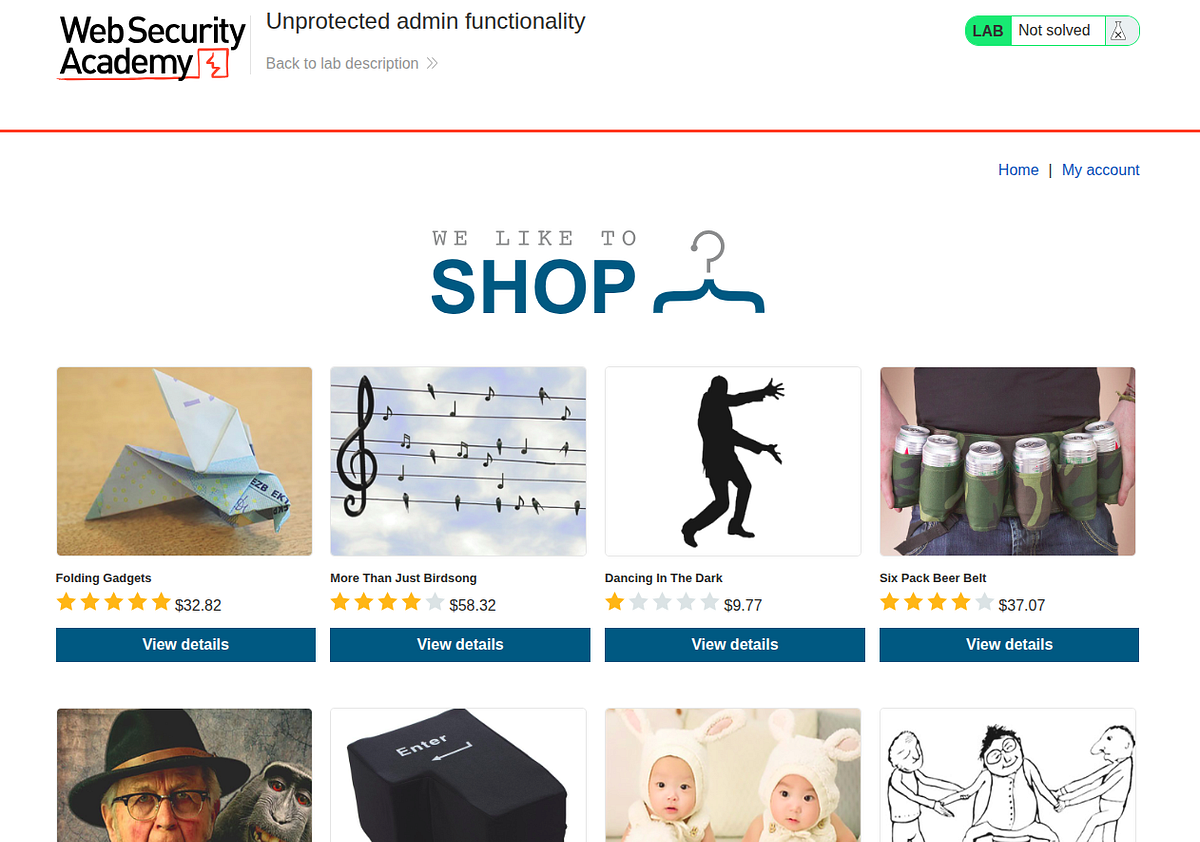 Web Security
Academy
Unprotected admin functionality
Back to lab description
LAB Not solved
Home | My account
WE LIKE TO
SHOP
EZB EK
Folding Gadgets
$32.82
View details
More Than Just Birdsong
$58.32
View details
Dancing In The Dark
$9.77
View details
Six Pack Beer Belt
$37.07
View details
Enter